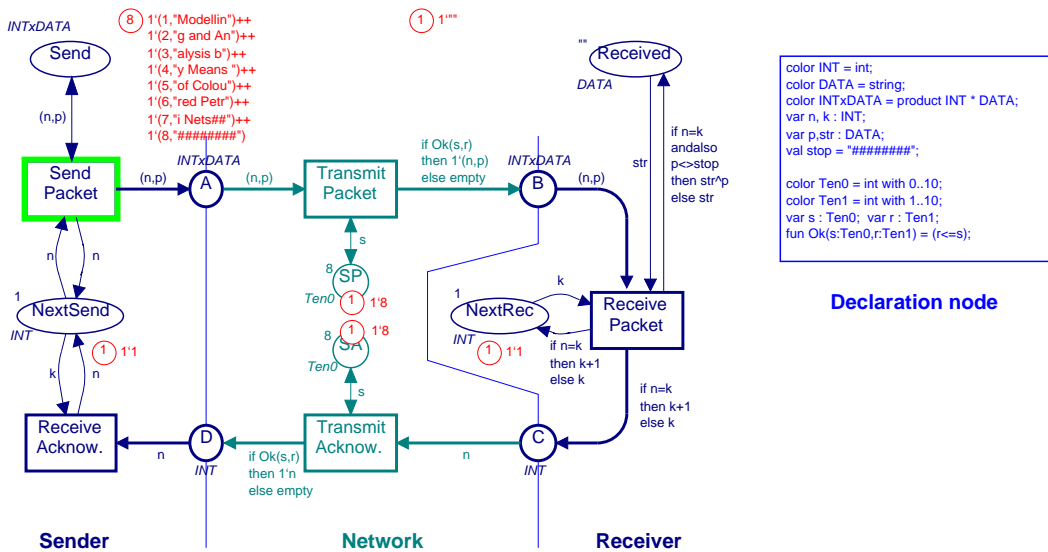 8
1`(1,"Modellin")++
1`(2,"g and An")++
1`(3,"alysis b")++
1`(4,"y Means ")++
1`(5,"of Colou")++
1`(6,"red Petr")++
1`(7,"i Nets##")++
1`(8,"########")
1
1`""
INTxDATA
Send
(n,p)
Send
Packet
(n,p)
INTxDATA
A
(n,p)
Transmit
Packet
if Ok(s,r)
then 1`(n,p)
else empty
INTxDATA
B
(n,p)
""
Received
DATA
str
if n=k
andalso
p<>stop
then str^p
else str
n
n
1
NextSend
INT
1
1`1
k
n
Receive
Acknow.
n
D
INT
if Ok(s,r)
then 1`n
else empty
s
8
SP
Ten0
1
1`8
8
SA
Ten0
1
1`8
s
Transmit
Acknow.
n
C
INT
1
NextRec
INT
1
1`1
k
if n=k
then k+1
else k
Receive
Packet
if n=k
then k+1
else k
color INT = int;
color DATA = string;
color INTxDATA = product INT * DATA;
var n, k : INT;
var p,str : DATA;
val stop = "########";
color Ten0 = int with 0..10;
color Ten1 = int with 1..10;
var s : Ten0;  var r : Ten1;
fun Ok(s:Ten0,r:Ten1) = (r<=s);
Declaration node
Sender
Network
Receiver